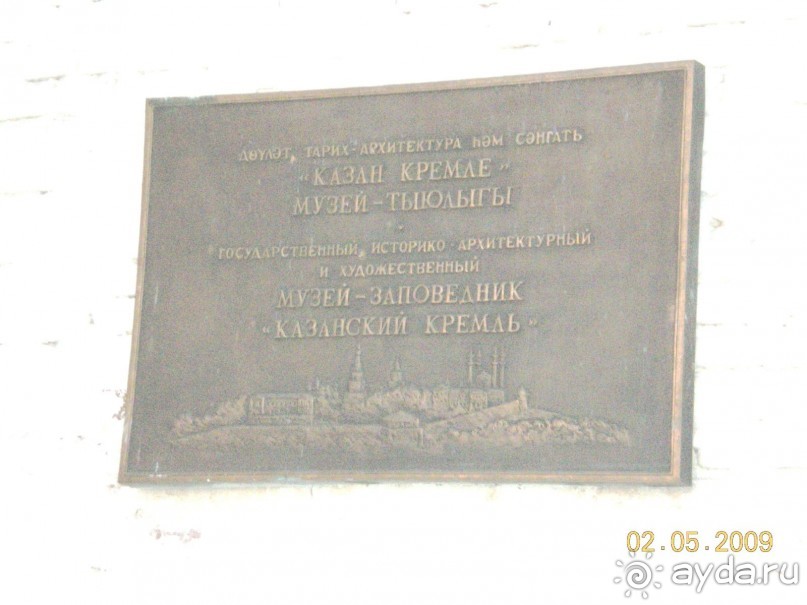 ДӘҮЛӘТ, ТАРИХ-АРХИТЕКТУРА ҺӘМ СӘНГАТЬ
"КАЗАН КРЕМЛЕ"
МУЗЕЙ-ТЫЮЛЫГЫ
ГОСУДАРСТВЕННЫЙ, ИСТОРИКО-АРХИТЕКТУРНЫЙ
И ХУДОЖЕСТВЕННЫЙ
МУЗЕЙ-ЗАПОВЕДНИК
"КАЗАНСКИЙ КРЕМЛЬ"
02.05.2009
ayda.ru